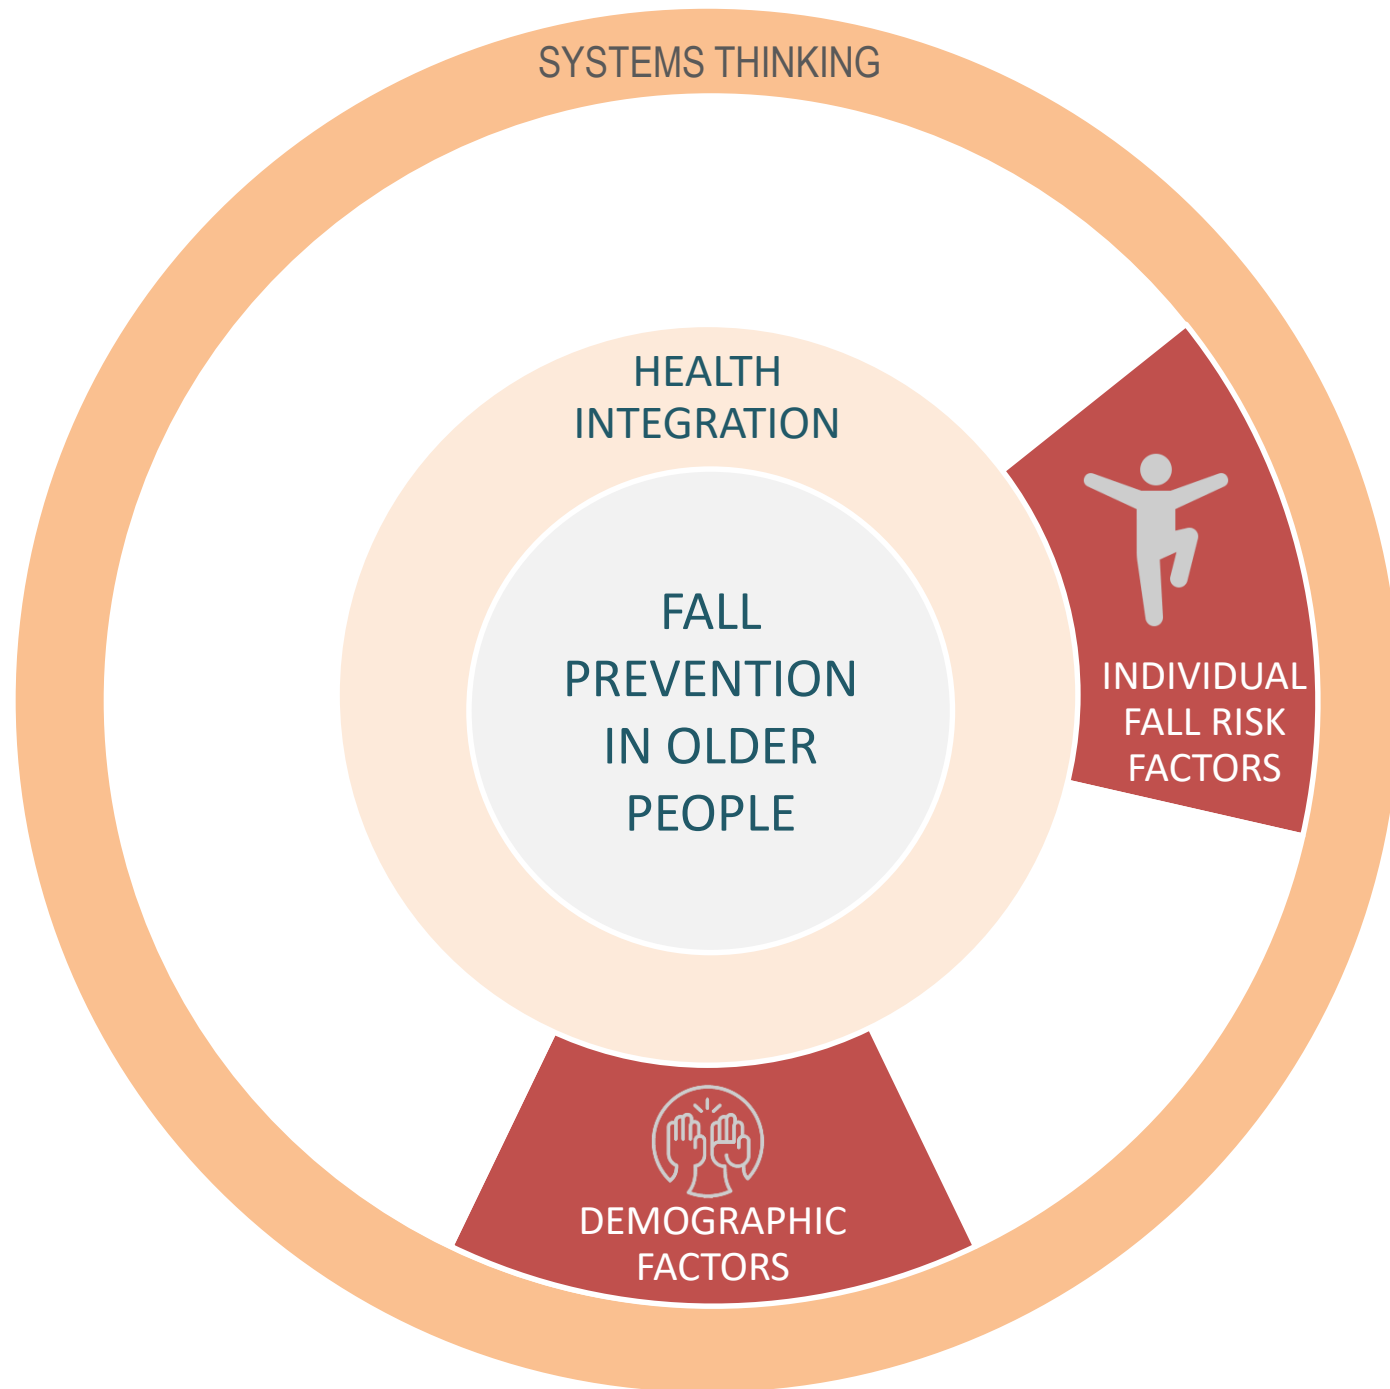 SYSTEMS THINKING
HEALTH
INTEGRATION
FALL
PREVENTION
IN OLDER
PEOPLE
INDIVIDUAL
FALL RISK
FACTORS
DEMOGRAPHIC
FACTORS